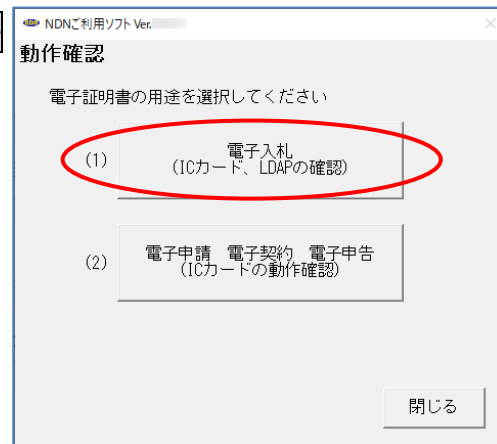 NDNご利用ソフト Ver.
動作確認
電子証明書の用途を選択してください
(1)
電子入札
(ICカード、LDAPの確認)
(2)
電子申請 電子契約 電子申告
(ICカードの動作確認)
閉じる